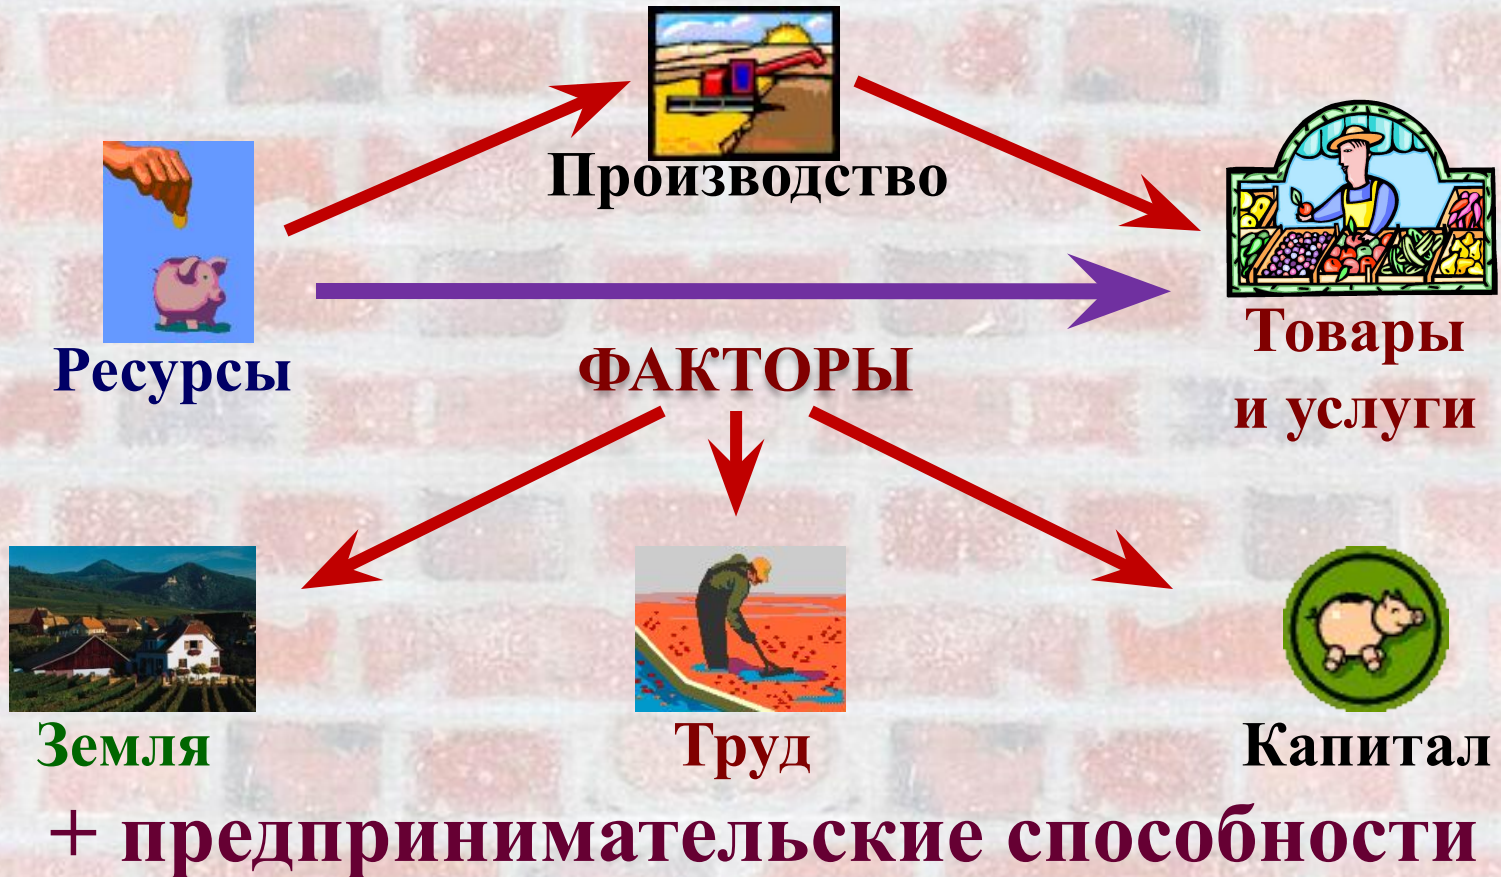 Производство
Ресурсы
ФАКТОРЫ
Товары
и услуги
Земля
Труд
Капитал
+ предпринимательские способности